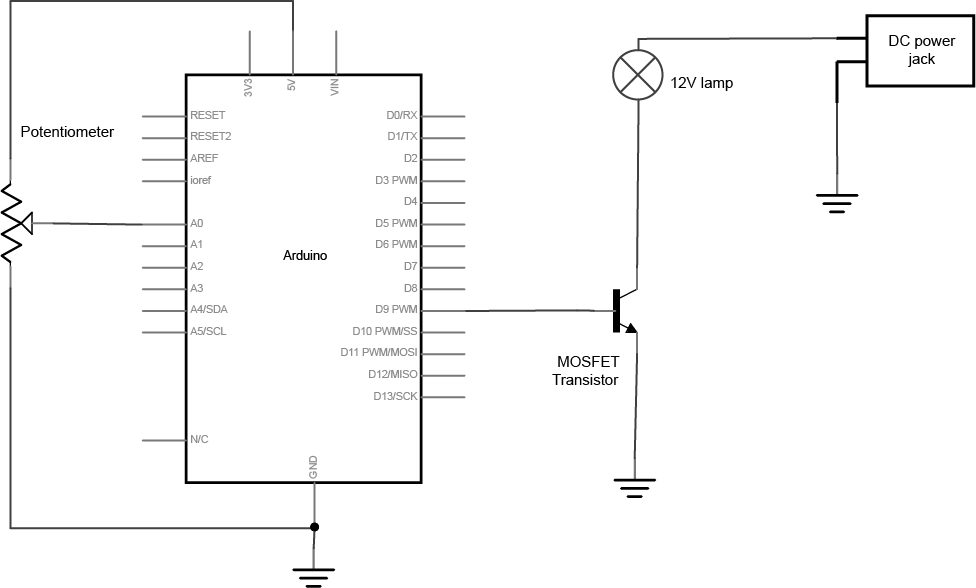 DC power
jack
12V lamp
3V3
5V
VIN
Potentiometer
RESET
RESET2
AREF
ioref
A0
A1
A2
A3
A4/SDA
A5/SCL
N/C
Arduino
D0/RX
D1/TX
D2
D3 PWM
D4
D5 PWM
D6 PWM
D7
D8
D9 PWM
D10 PWM/SS
D11 PWM/MOSI
D12/MISO
D13/SCK
GND
MOSFET
Transistor